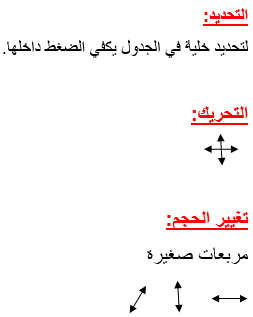 التحديد:
لتحديد خلية في الجدول يكفي الضغط داخلها.
التحريك:
تغيير الحجم:
مربعات صغيرة